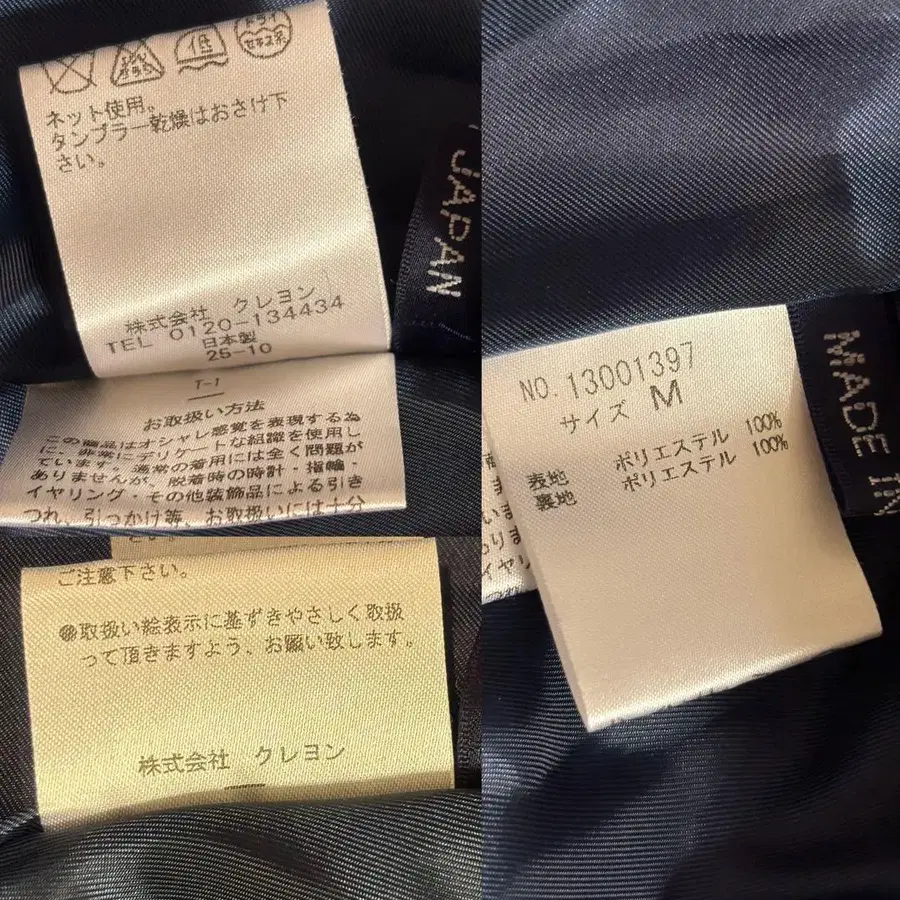 低
ドライ
セキユ系
ネット使用。
タンブラー乾燥はおさけ下
さい。
株式会社 クレヨン
TEL 0120-134434
日本製
25-10
T-1
お取扱い方法
この商品はオシャレ感覚を表現する為
に、非常にデリケートな組織を使用し
ています。通常の着用には全く問題が
ありませんが、脱着時の時計・指輪・
イヤリング・その他装飾品による引き
つれ、引っかけ等、お取扱いには十分
JAPAN
ご注意下さい。
●取扱い絵表示に基ずきやさしく取扱
って頂きますよう、お願い致します。
株式会社 クレヨン
NO.13001397
サイズ M
表地 ポリエステル 100%
裏地 ポリエステル 100%
MADE IN